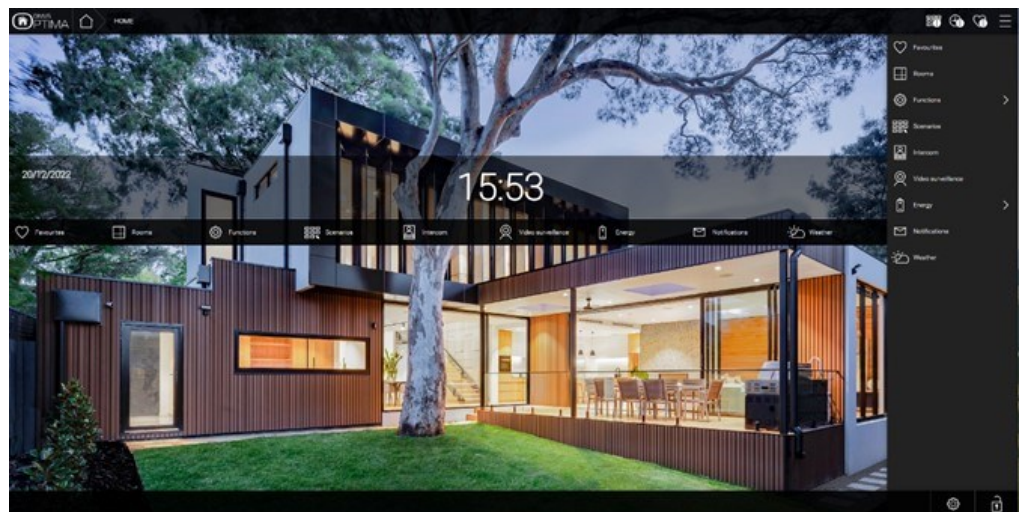 DIVUS
OPTIMA
HOME
Favourites
Rooms
Functions
Scenarios
Intercom
Video surveillance
Energy
Notifications
Weather
20/12/2022
15:53
Favourites Rooms Functions Scenarios Intercom Video surveillance Energy Notifications Weather